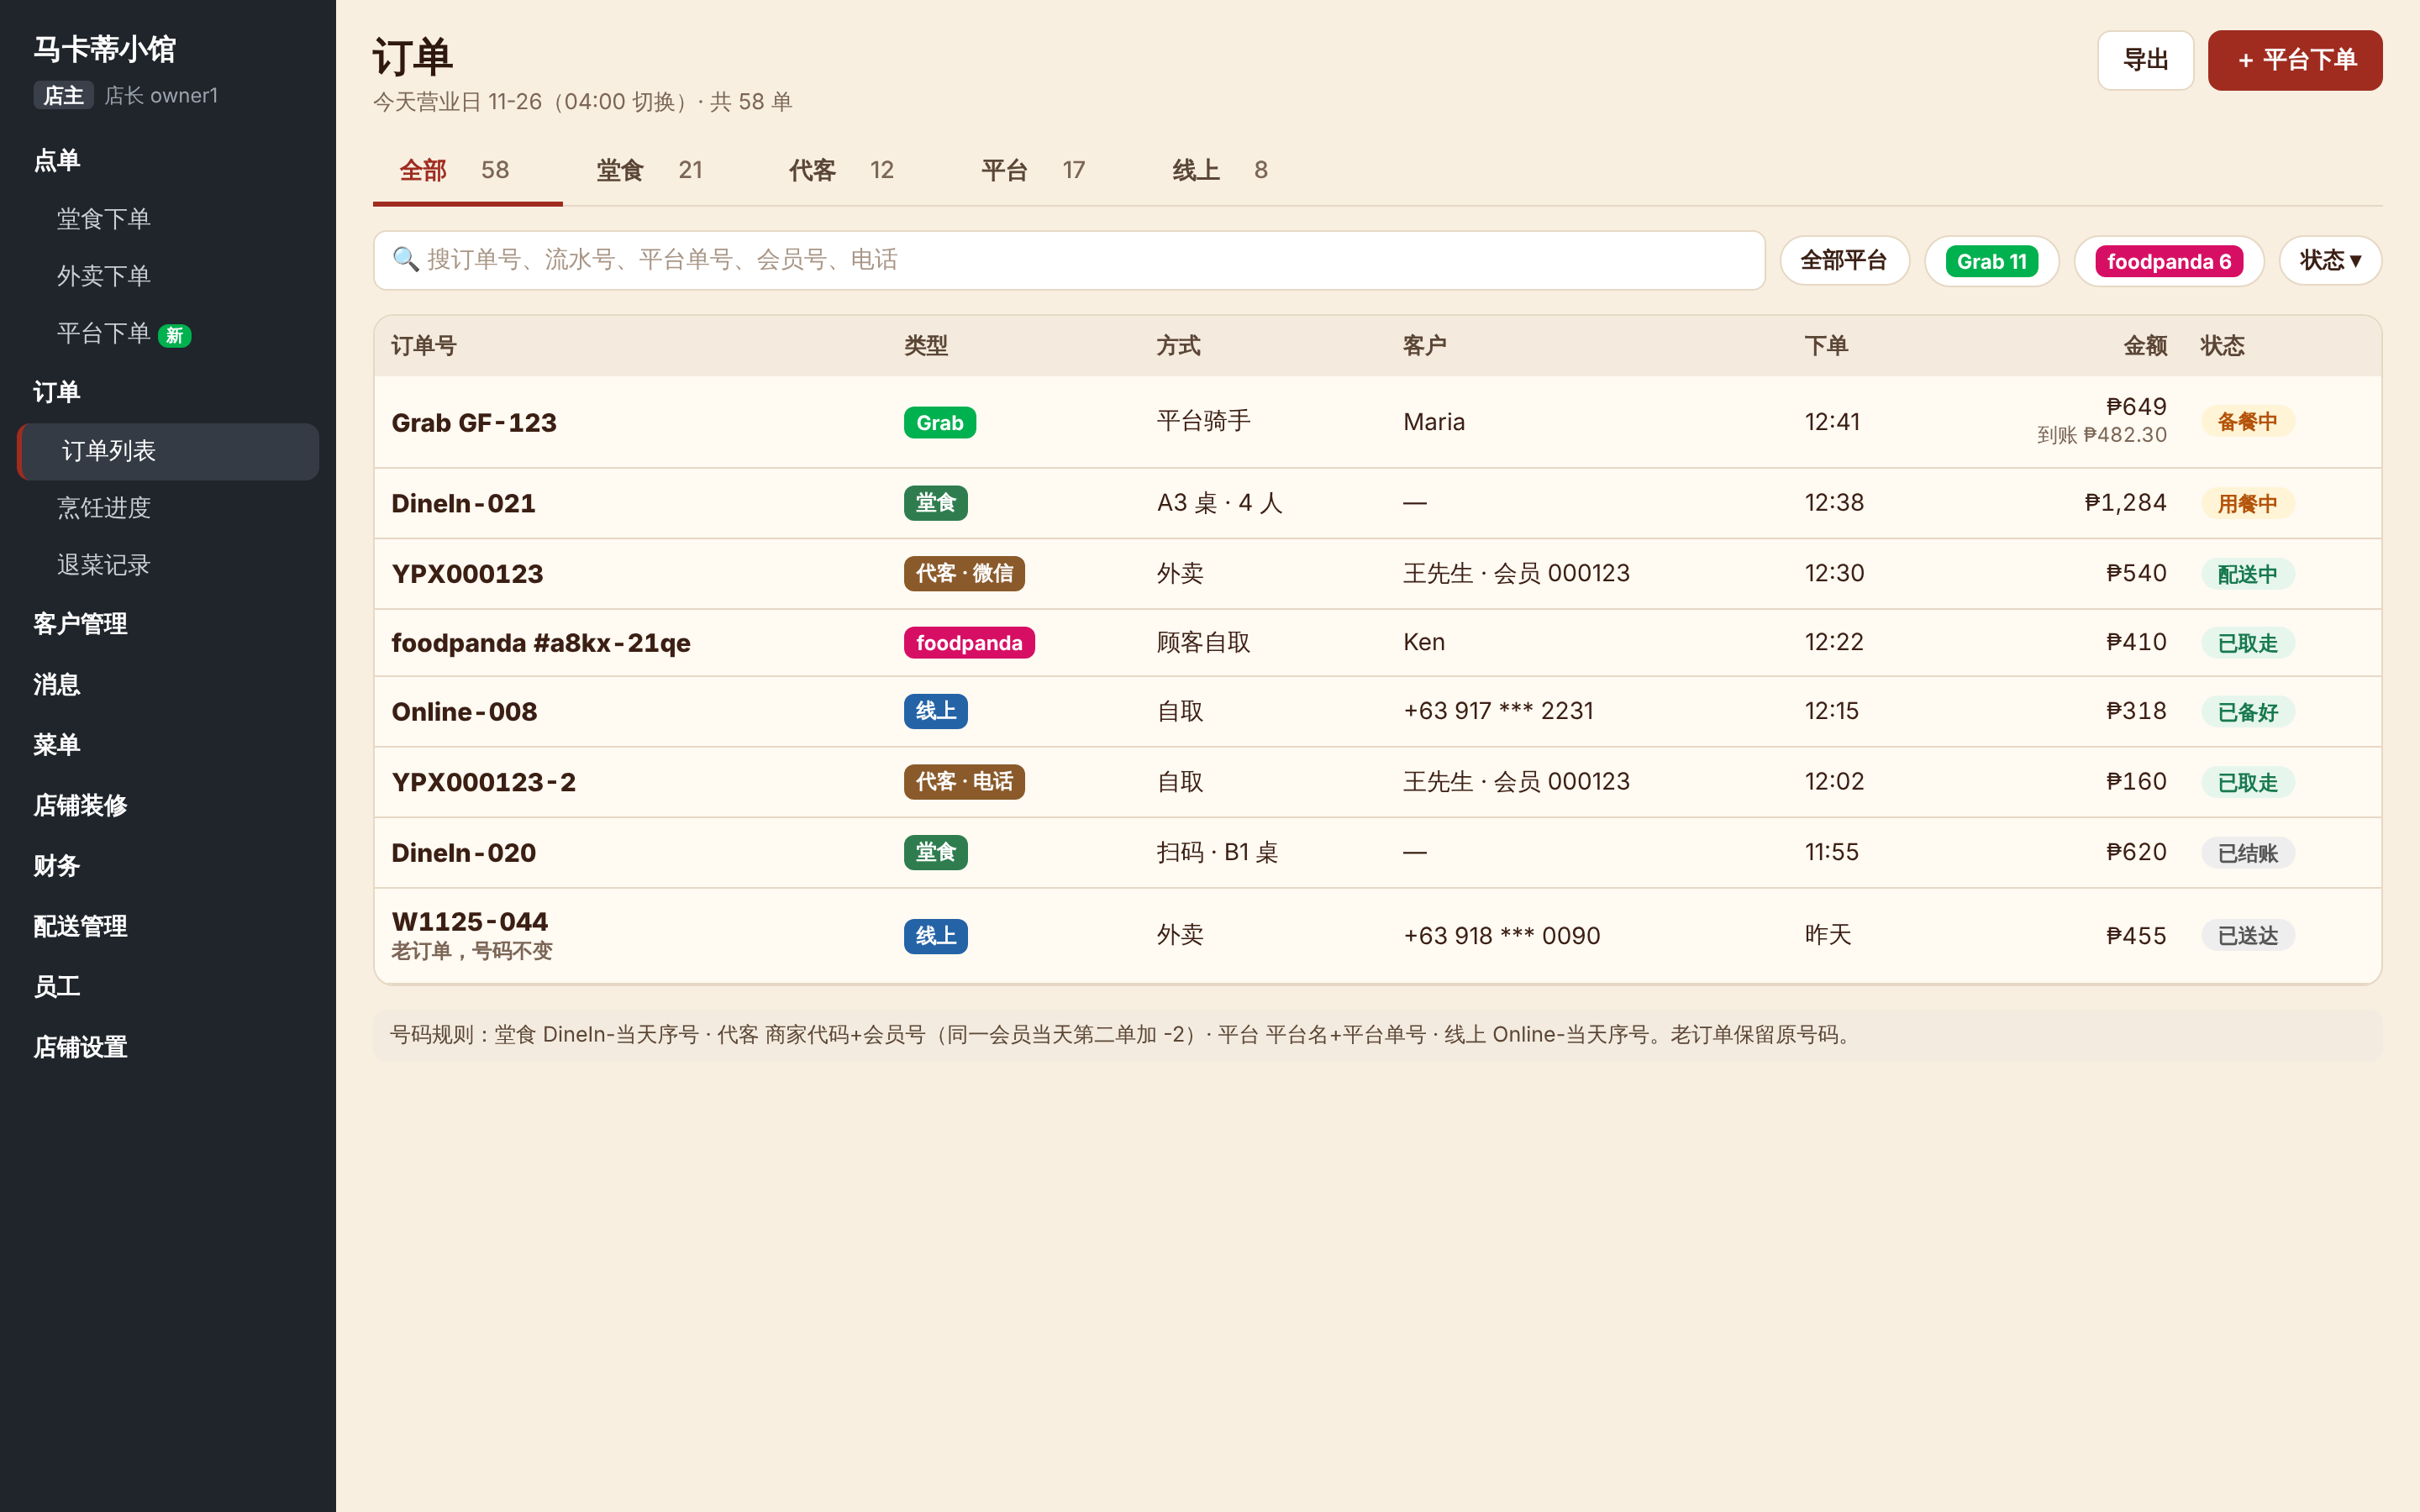 马卡蒂小馆
店主 店长 owner1
点单
堂食下单
外卖下单
平台下单 新
订单
订单列表
烹饪进度
退菜记录
客户管理
消息
菜单
店铺装修
财务
配送管理
员工
店铺设置
订单
今天营业日 11-26（04:00 切换）· 共 58 单
导出
+ 平台下单
全部 58 堂食 21 代客 12 平台 17 线上 8
🔍 搜订单号、流水号、平台单号、会员号、电话
全部平台 Grab 11 foodpanda 6 状态 ▾
订单号 类型 方式 客户 下单 金额 状态
Grab GF-123 Grab 平台骑手 Maria 12:41 ₱649 备餐中
到账 ₱482.30
DineIn-021 堂食 A3 桌 · 4 人 — 12:38 ₱1,284 用餐中
YPX000123 代客 · 微信 外卖 王先生 · 会员 000123 12:30 ₱540 配送中
foodpanda #a8kx-21qe foodpanda 顾客自取 Ken 12:22 ₱410 已取走
Online-008 线上 自取 +63 917 *** 2231 12:15 ₱318 已备好
YPX000123-2 代客 · 电话 自取 王先生 · 会员 000123 12:02 ₱160 已取走
DineIn-020 堂食 扫码 · B1 桌 — 11:55 ₱620 已结账
W1125-044 线上 外卖 +63 918 *** 0090 昨天 ₱455 已送达
老订单，号码不变
号码规则：堂食 DineIn-当天序号 · 代客 商家代码+会员号（同一会员当天第二单加 -2）· 平台 平台名+平台单号 · 线上 Online-当天序号。老订单保留原号码。